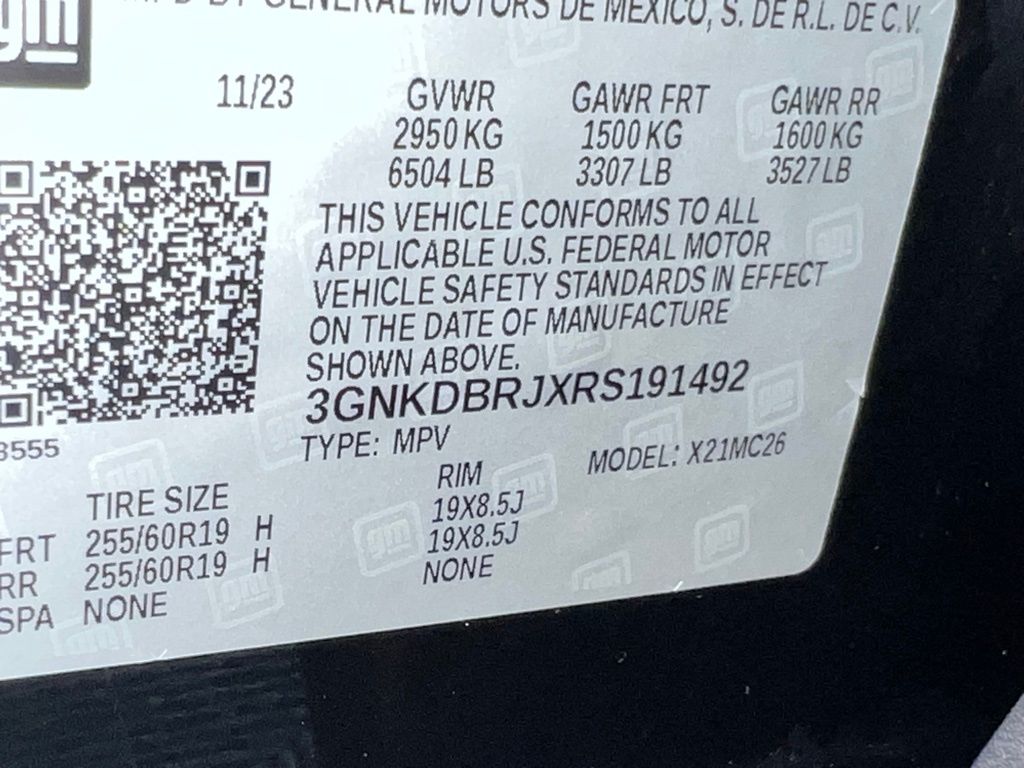 gm
MFD BY GENERAL MOTORS DE MEXICO, S. DE R.L. DE C.V.
11/23 GVWR GAWR FRT GAWR RR
2950 KG 1500 KG 1600 KG
6504 LB 3307 LB 3527 LB
THIS VEHICLE CONFORMS TO ALL
APPLICABLE U.S. FEDERAL MOTOR
VEHICLE SAFETY STANDARDS IN EFFECT
ON THE DATE OF MANUFACTURE
SHOWN ABOVE.
3GNKDBRJXRS191492
3555
TYPE: MPV MODEL: X21MC26
TIRE SIZE RIM
FRT 255/60R19 H 19X8.5J
RR 255/60R19 H 19X8.5J
SPA NONE NONE